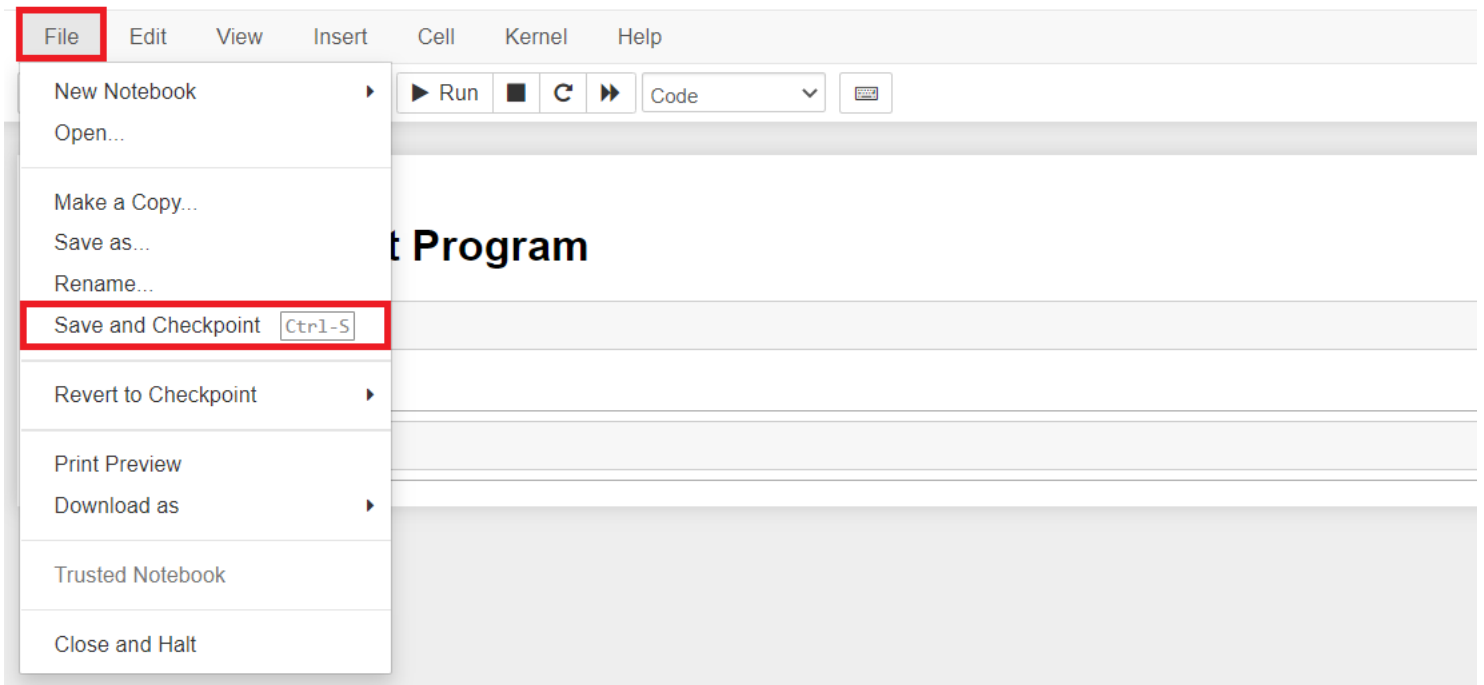 File Edit View Insert Cell Kernel Help
New Notebook
Run
Code
Open...
Make a Copy...
t Program
Save as...
Rename...
Save and Checkpoint Ctrl-S
Revert to Checkpoint
Print Preview
Download as
Trusted Notebook
Close and Halt